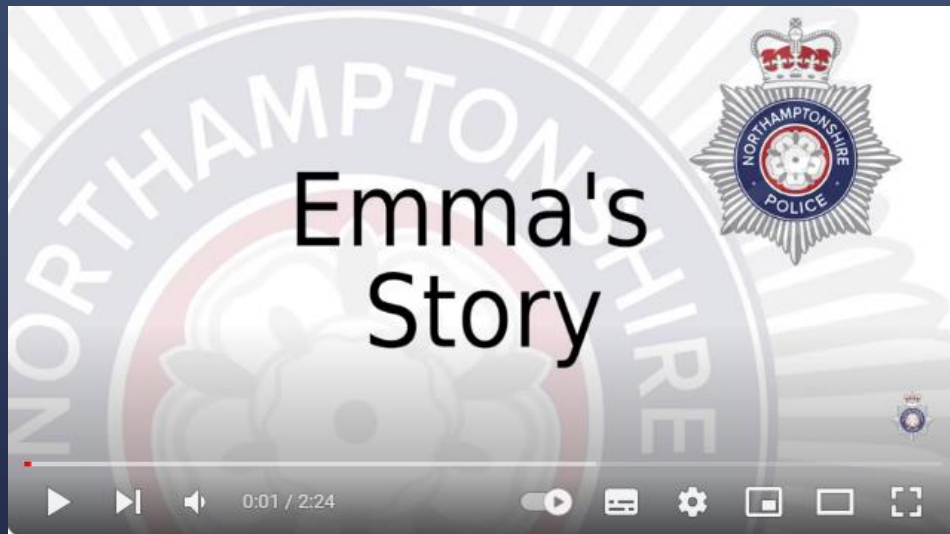 NORTHAMPTONSHIRE
Emma's
Story
NORTHAMPTONSHIRE
POLICE
0:01 / 2:24